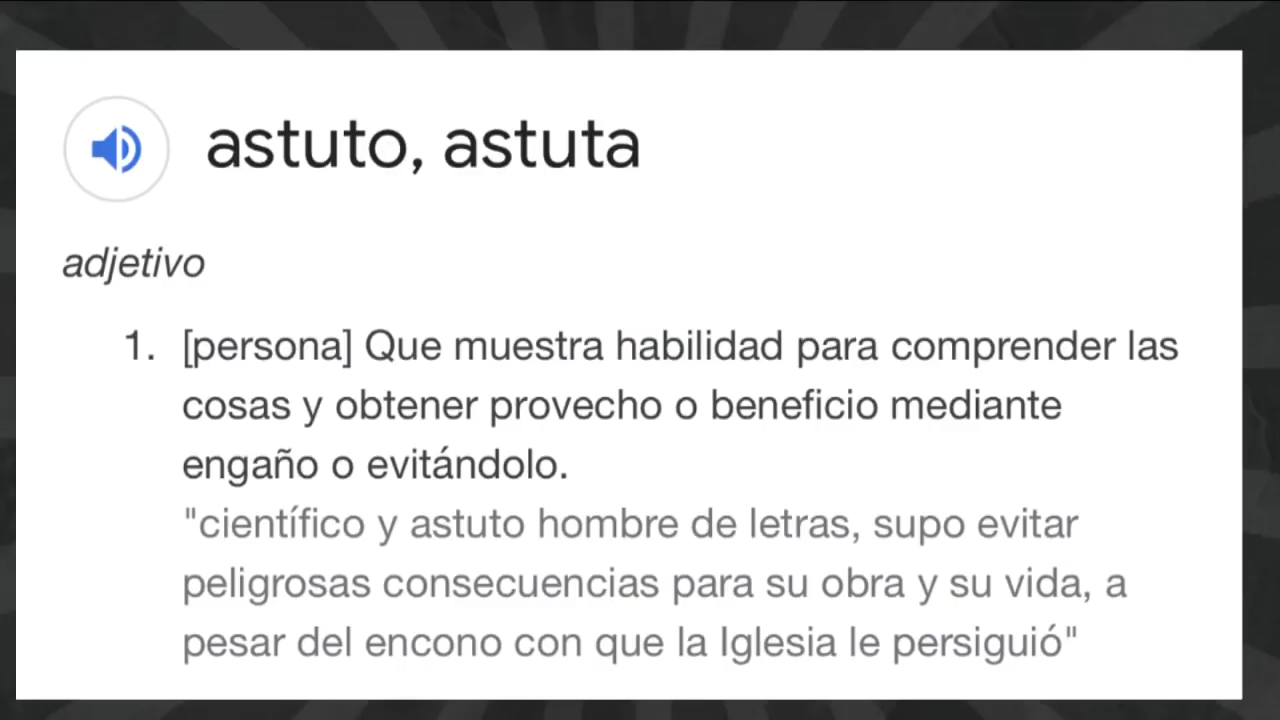 astuto, astuta
adjetivo
1. [persona] Que muestra habilidad para comprender las
cosas y obtener provecho o beneficio mediante
engaño o evitándolo.
"científico y astuto hombre de letras, supo evitar
peligrosas consecuencias para su obra y su vida, a
pesar del encono con que la Iglesia le persiguió"